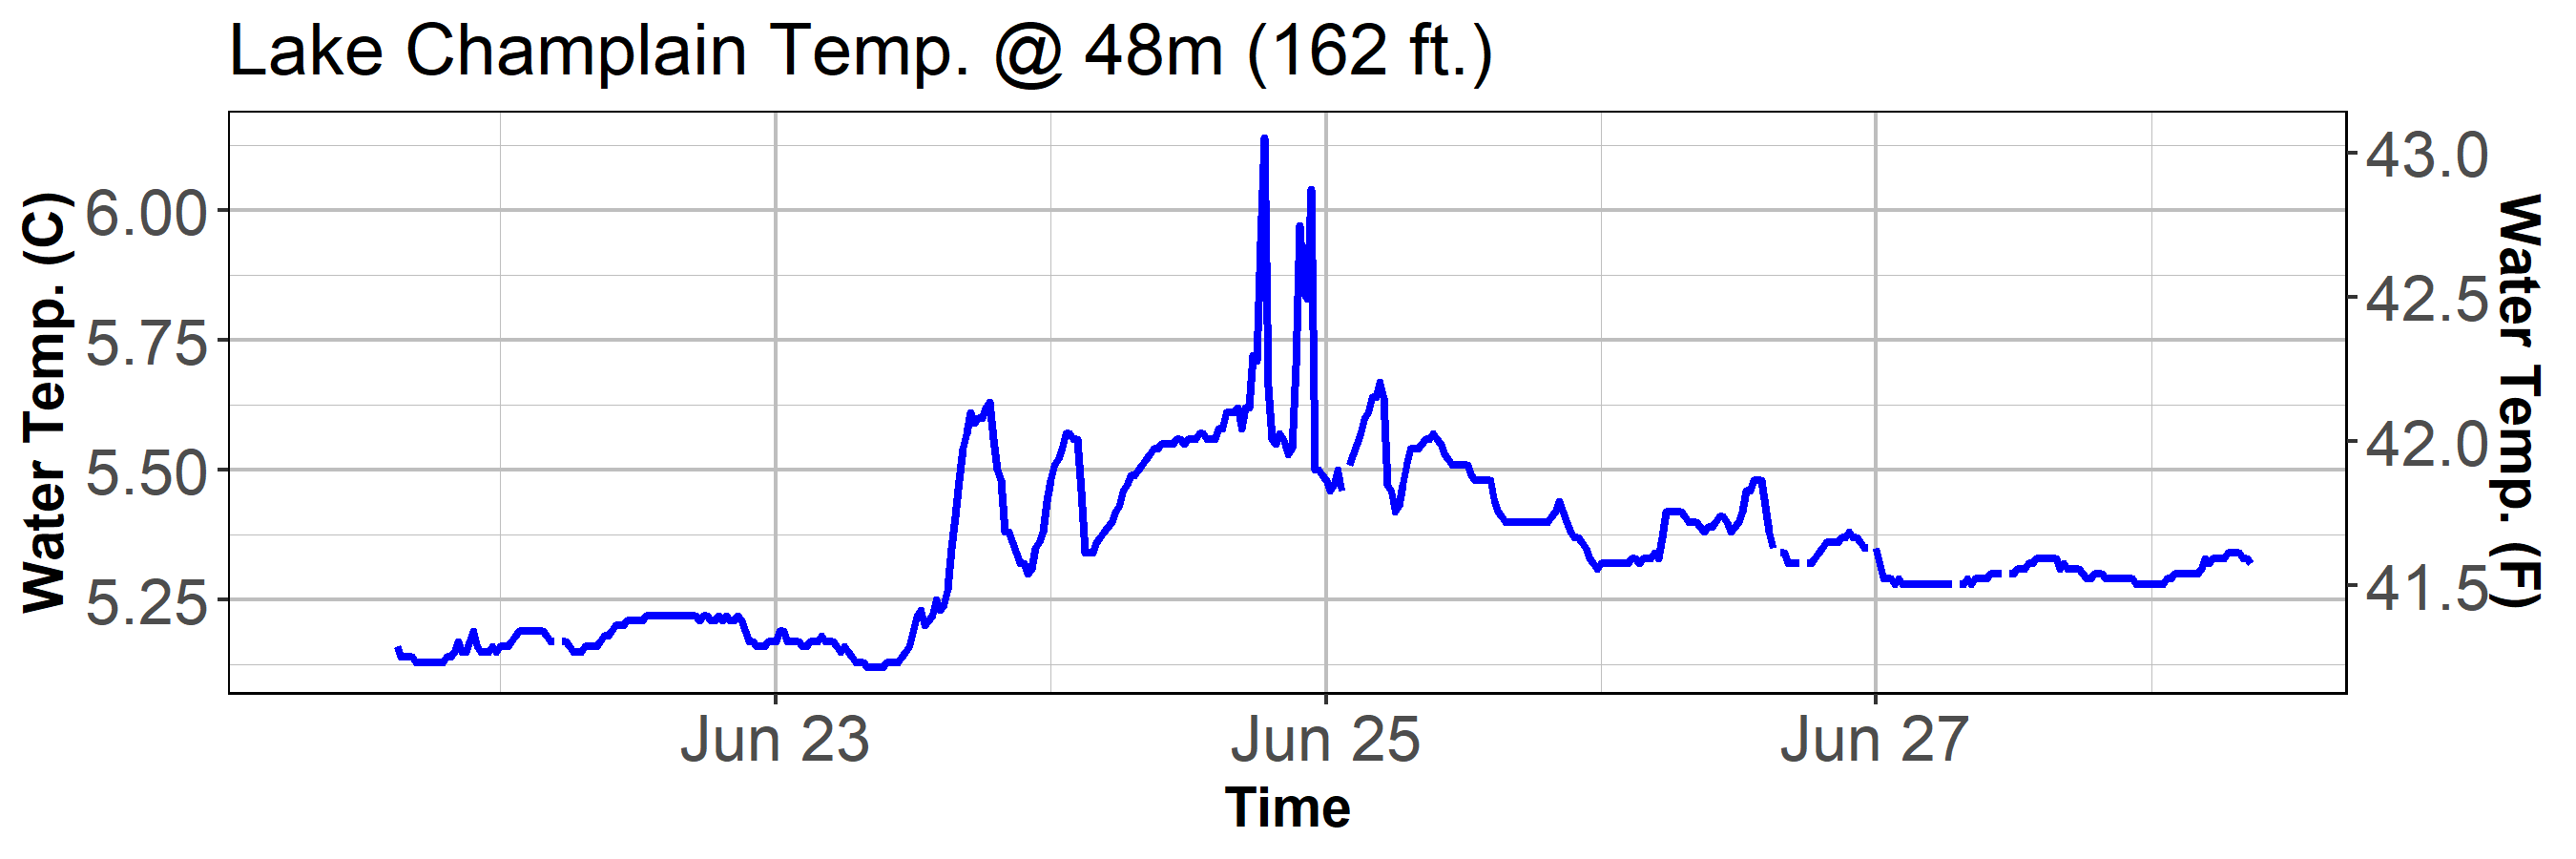 Lake Champlain Temp. @ 48m (162 ft.)
Water Temp. (C)
6.00
5.75
5.50
5.25
43.0
42.5
42.0
41.5
Water Temp. (F)
Jun 23
Jun 25
Jun 27
Time